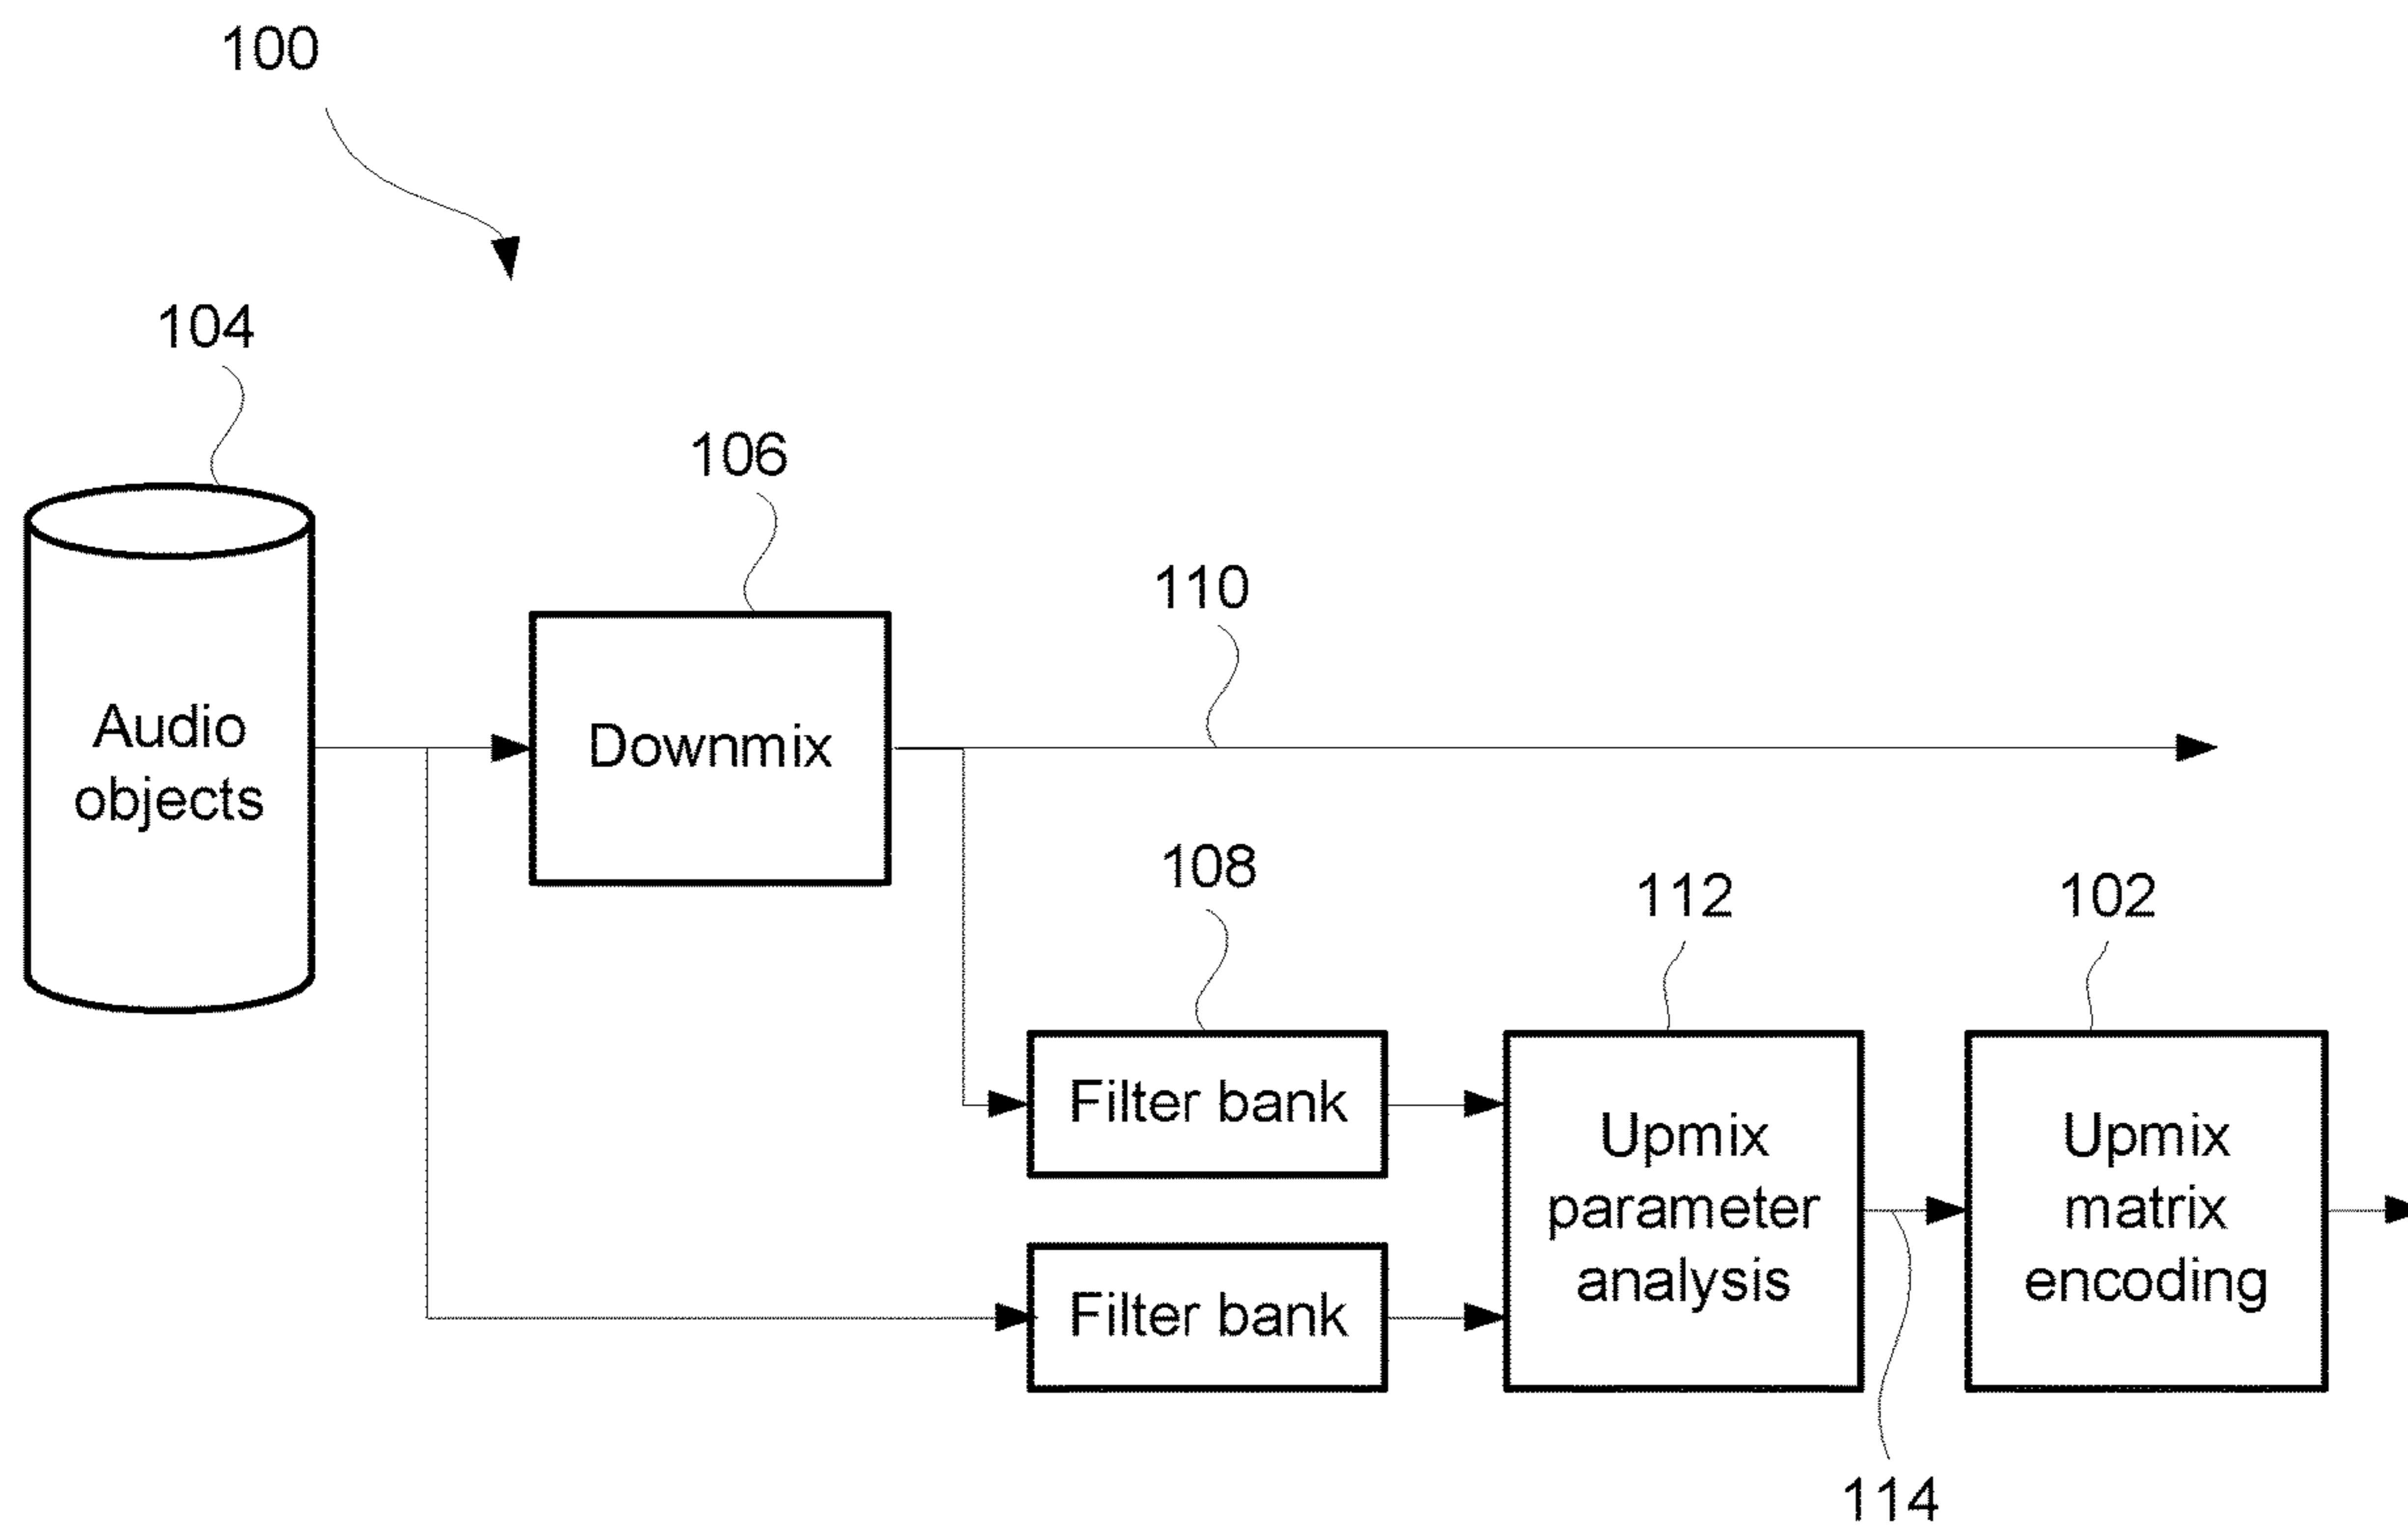 100
104
106
110
Audio
objects
Downmix
108
112
102
Filter bank
Upmix
parameter
analysis
Upmix
matrix
encoding
Filter bank
114